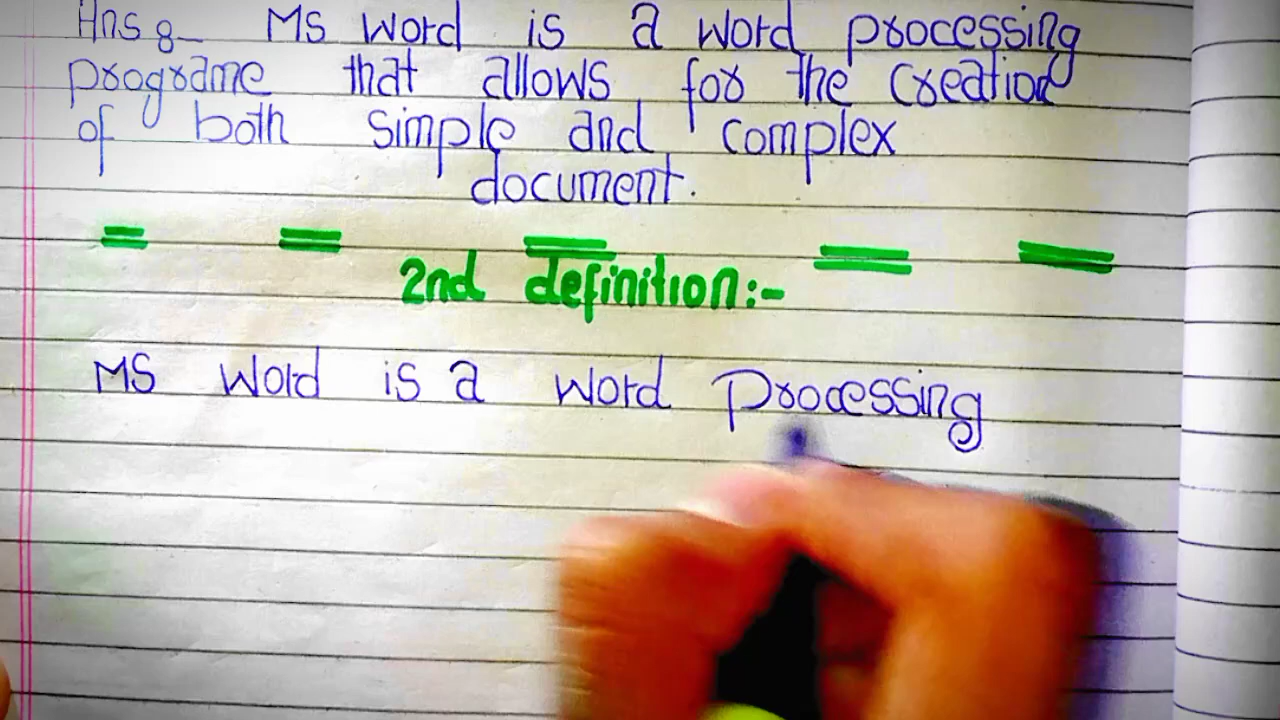 Ans 8- Ms word is a word processing
programe that allows for the creation
of both simple and complex
document.
2nd definition:-
MS Word is a word Processing